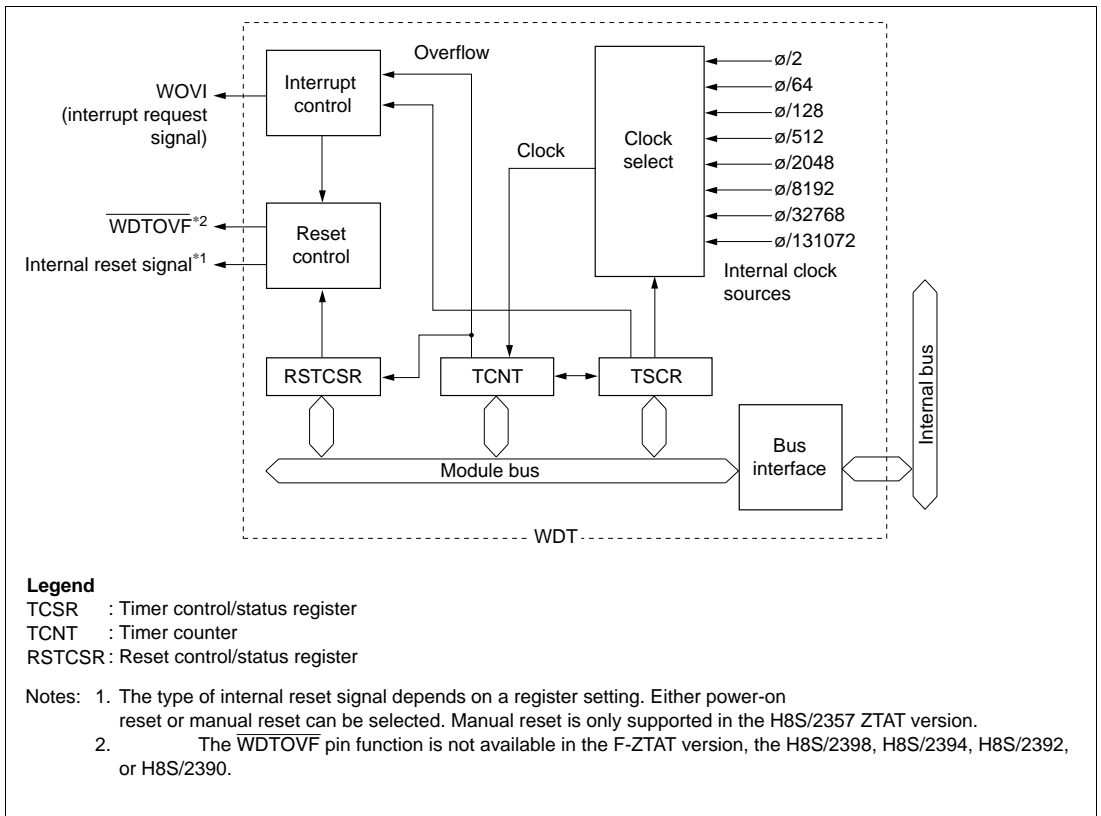 Overflow
Interrupt
control
WOVI
(interrupt request
signal)
WDTOVF*2
Internal reset signal*1
Reset
control
Clock
Clock
select
ø/2
ø/64
ø/128
ø/512
ø/2048
ø/8192
ø/32768
ø/131072
Internal clock
sources
RSTCSR
TCNT
TSCR
Module bus
Bus
interface
Internal bus
WDT
Legend
TCSR : Timer control/status register
TCNT : Timer counter
RSTCSR : Reset control/status register
Notes: 1. The type of internal reset signal depends on a register setting. Either power-on
reset or manual reset can be selected. Manual reset is only supported in the H8S/2357 ZTAT version.
2. The WDTOVF pin function is not available in the F-ZTAT version, the H8S/2398, H8S/2394, H8S/2392,
or H8S/2390.